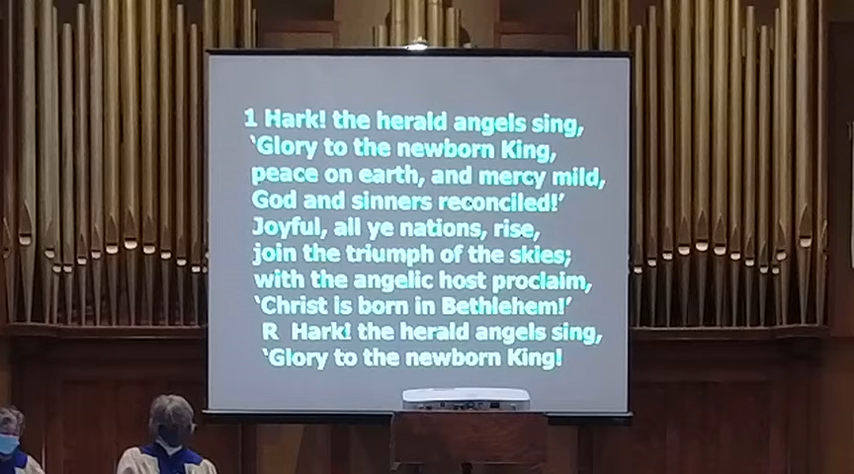 1 Hark! the herald angels sing,
‘Glory to the newborn King,
peace on earth, and mercy mild,
God and sinners reconciled!’
Joyful, all ye nations, rise,
join the triumph of the skies;
with the angelic host proclaim,
‘Christ is born in Bethlehem!’
R Hark! the herald angels sing,
‘Glory to the newborn King!